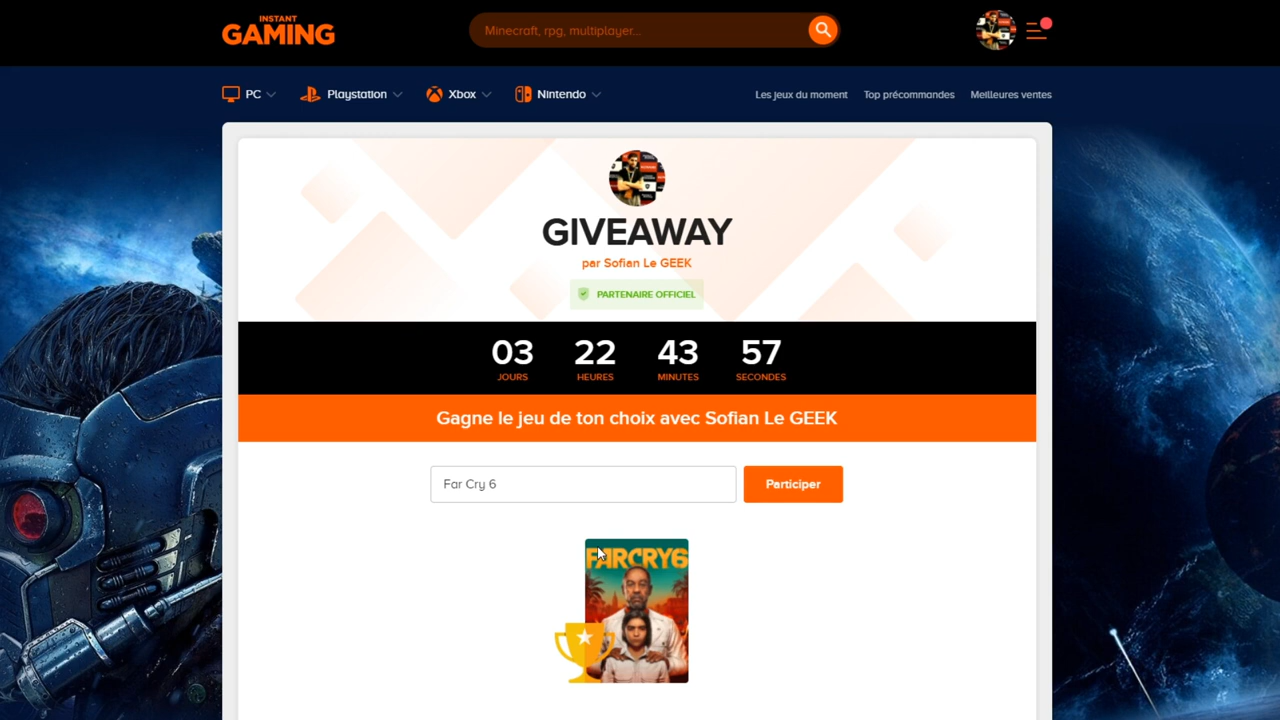 INSTANT
GAMING
Minecraft, rpg, multiplayer...
PC
Playstation
Xbox
Nintendo
Les jeux du moment
Top précommandes
Meilleures ventes
GIVEAWAY
par Sofian Le GEEK
PARTENAIRE OFFICIEL
03 22 43 57
JOURS HEURES MINUTES SECONDES
Gagne le jeu de ton choix avec Sofian Le GEEK
Far Cry 6
Participer
FARCRY6